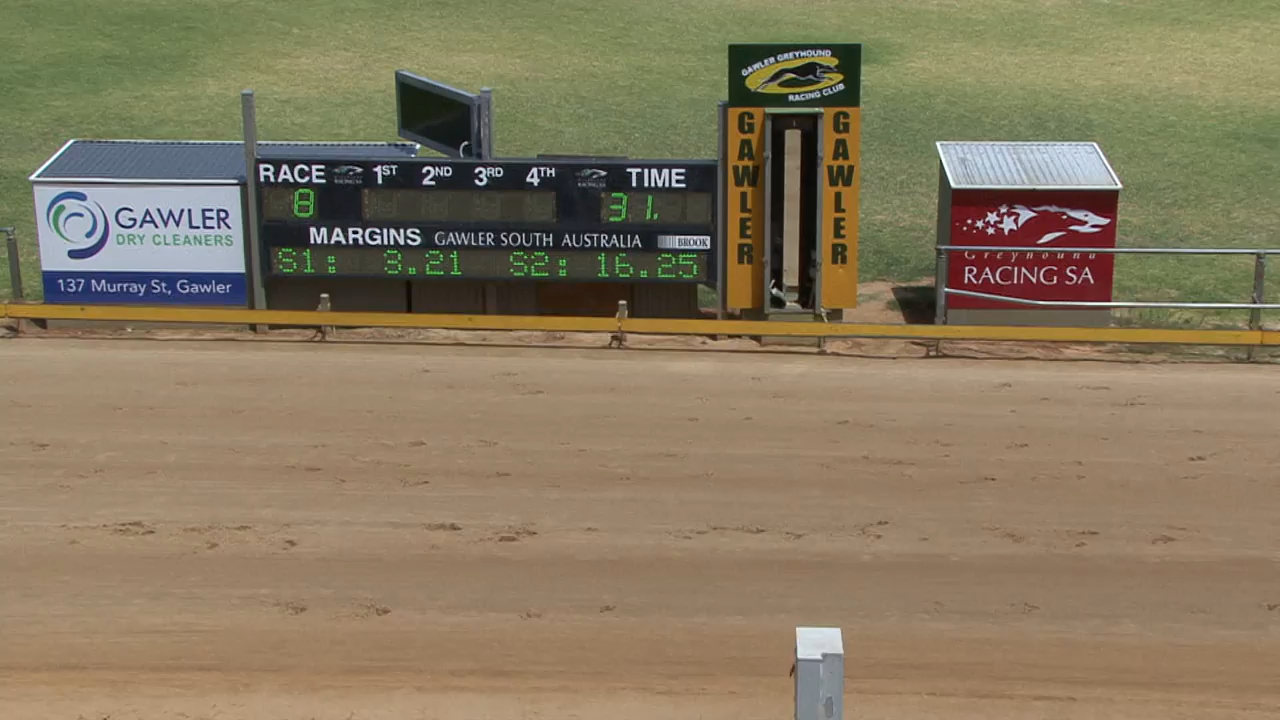 GAWLER GREYHOUND
RACING CLUB
GAWLER
GAWLER
RACE 1ST 2ND 3RD 4TH TIME
8 31.
MARGINS GAWLER SOUTH AUSTRALIA BROOK
S1: 3.21 S2: 16.25
GAWLER
DRY CLEANERS
137 Murray St, Gawler
Greyhound
RACING SA